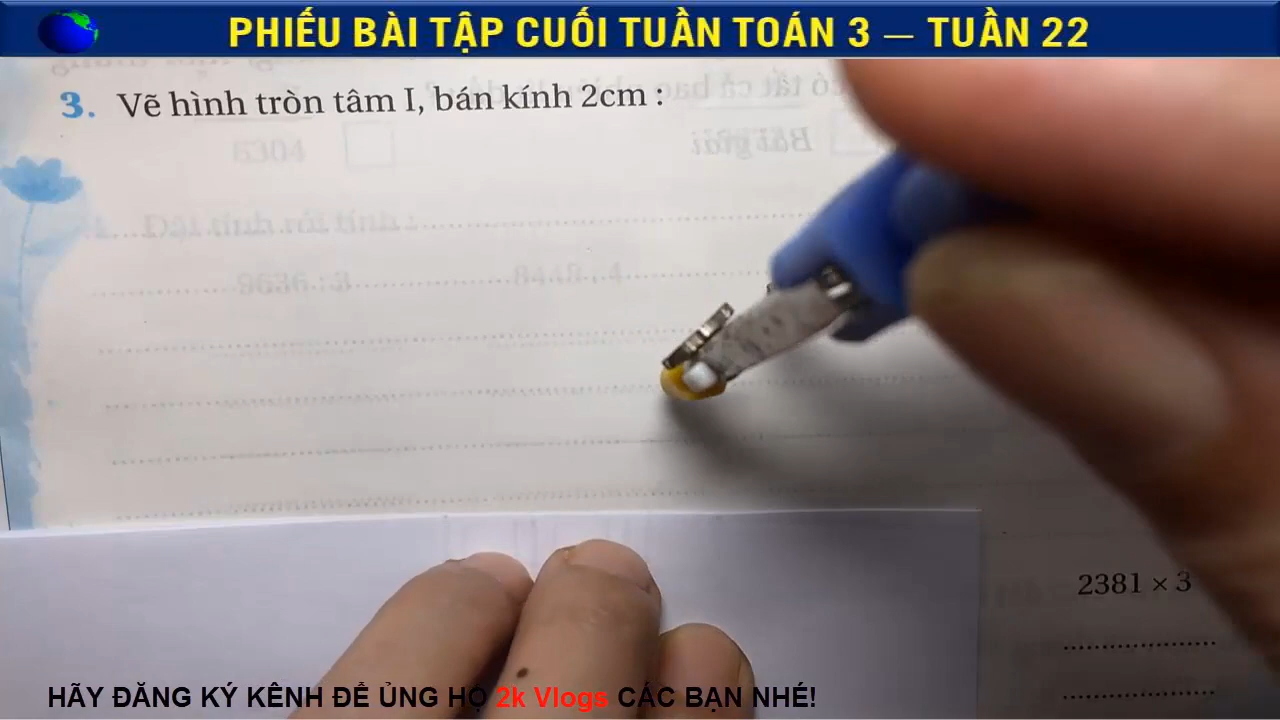 PHIẾU BÀI TẬP CUỐI TUẦN TOÁN 3 – TUẦN 22
3. Vẽ hình tròn tâm I, bán kính 2cm :
6304
Bài giải
Đặt tính rồi tính :
9636 : 3
8448 : 4
2381 × 3
HÃY ĐĂNG KÝ KÊNH ĐỂ ỦNG HỘ 2k Vlogs CÁC BẠN NHÉ!